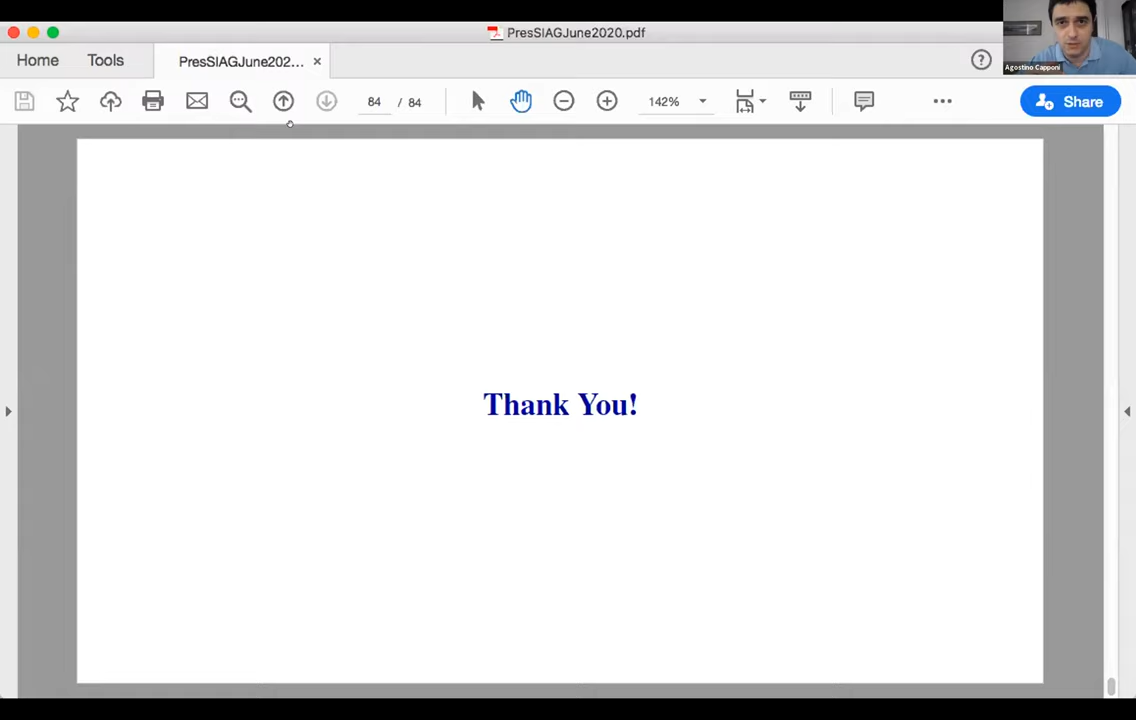 PresSIAGJune2020.pdf
Agostino Capponi
Home
Tools
PresSIAGJune202...
84 / 84
142%
Share
Thank You!